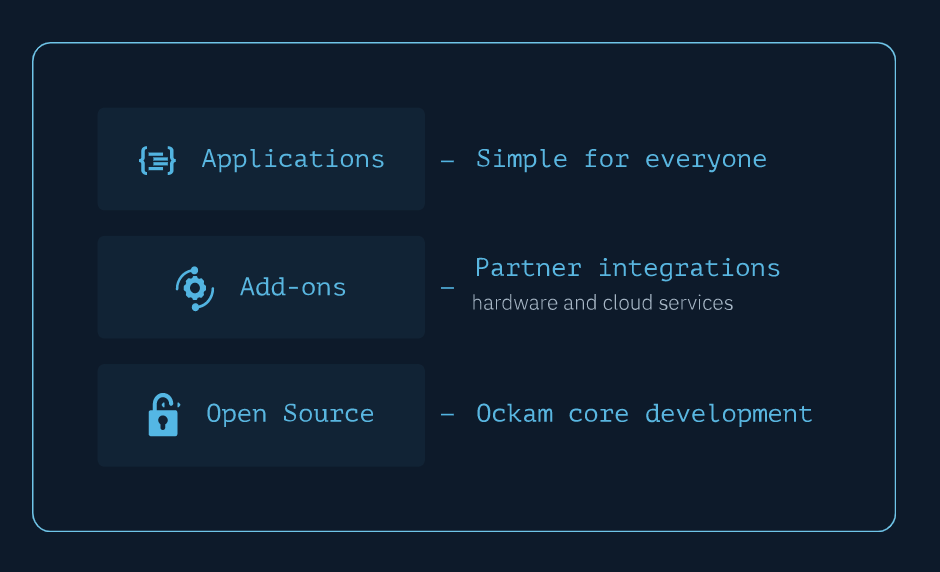 Applications – Simple for everyone
Add-ons – Partner integrations
hardware and cloud services
Open Source – Ockam core development